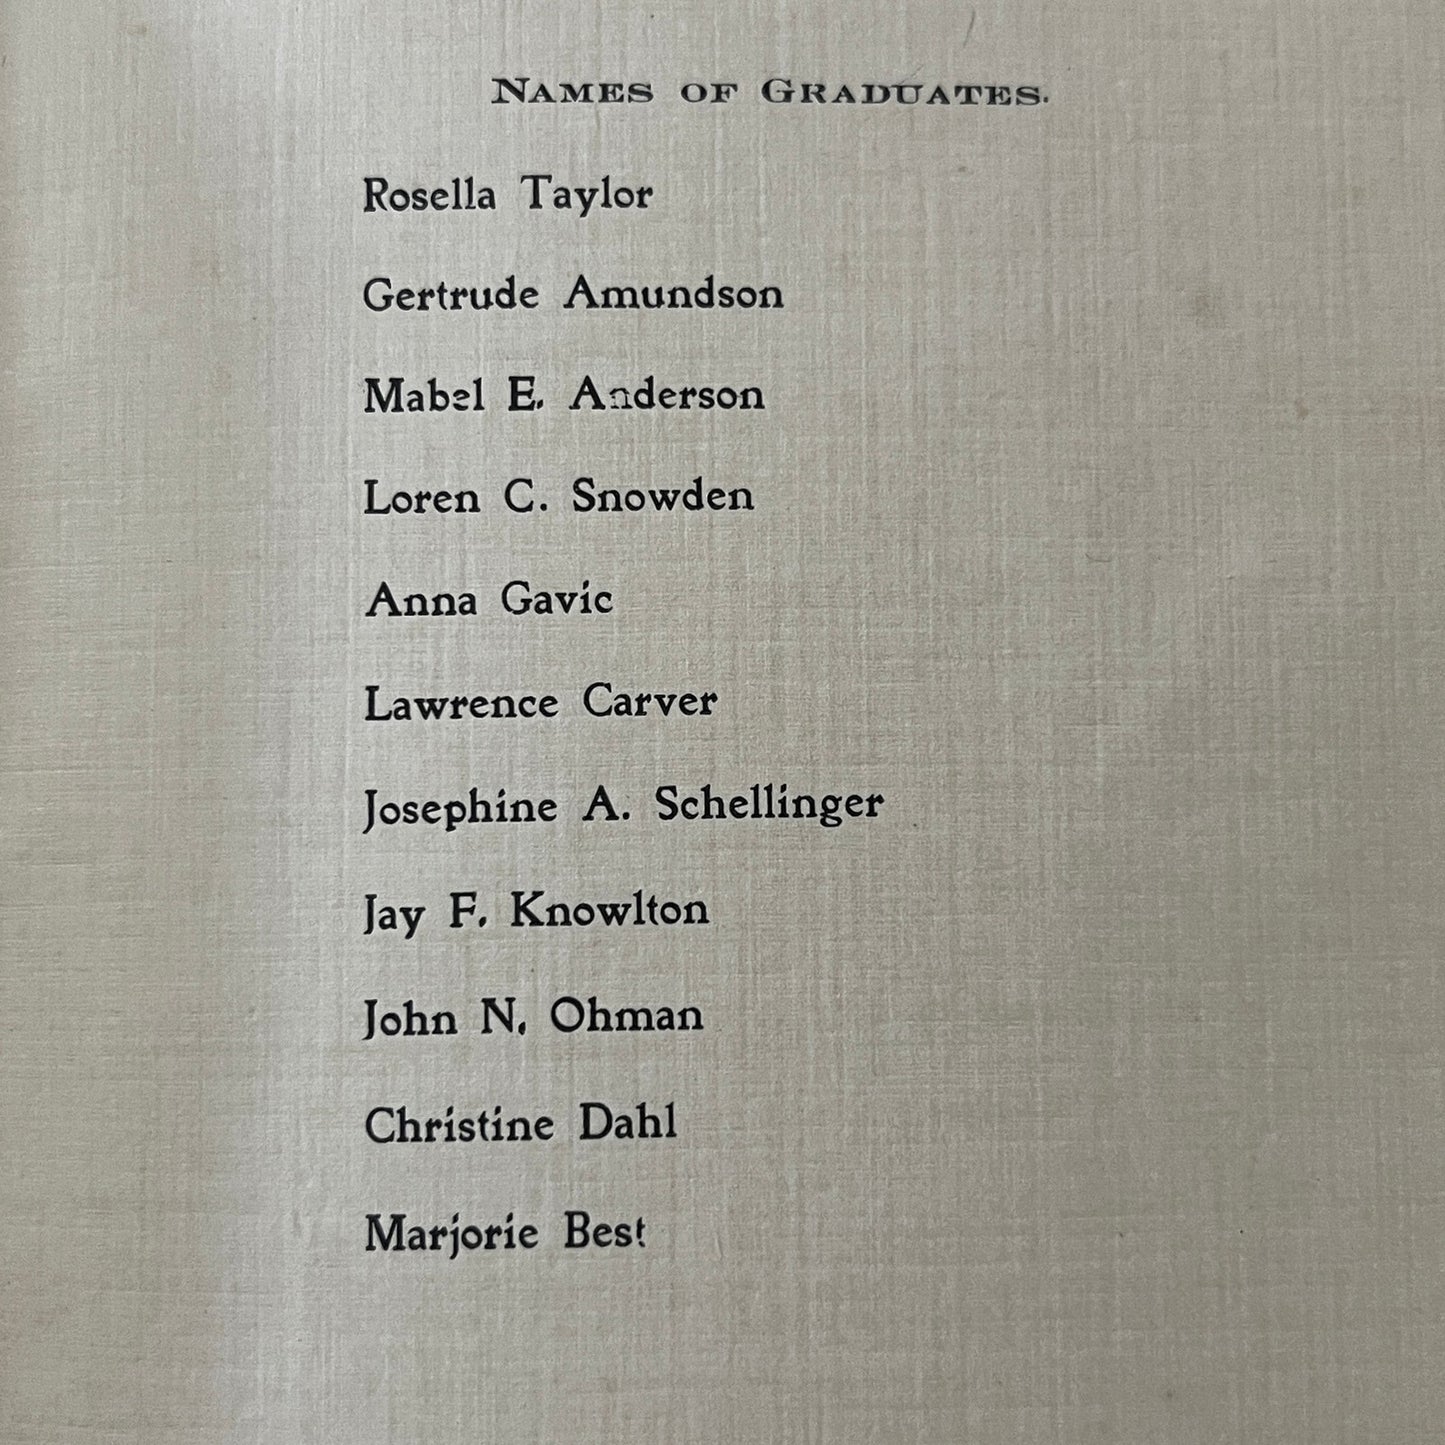 NAMES OF GRADUATES.
Rosella Taylor
Gertrude Amundson
Mabel E. Anderson
Loren C. Snowden
Anna Gavic
Lawrence Carver
Josephine A. Schellinger
Jay F. Knowlton
John N. Ohman
Christine Dahl
Marjorie Best